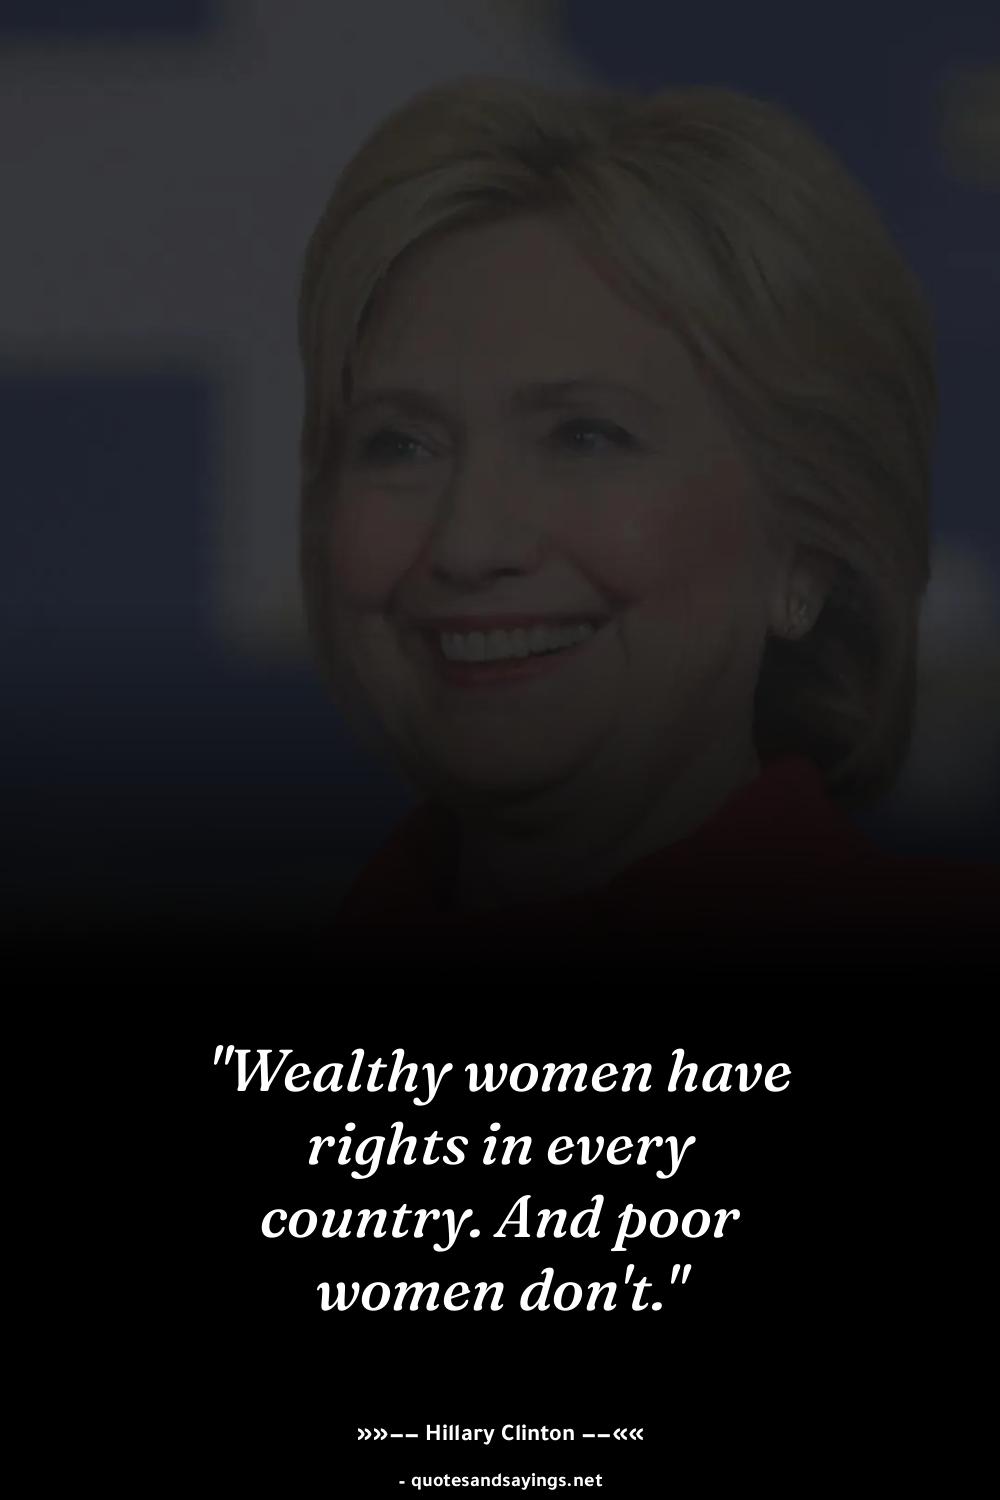 "Wealthy women have
rights in every
country. And poor
women don't."
»»−− Hillary Clinton −−««
- quotesandsayings.net